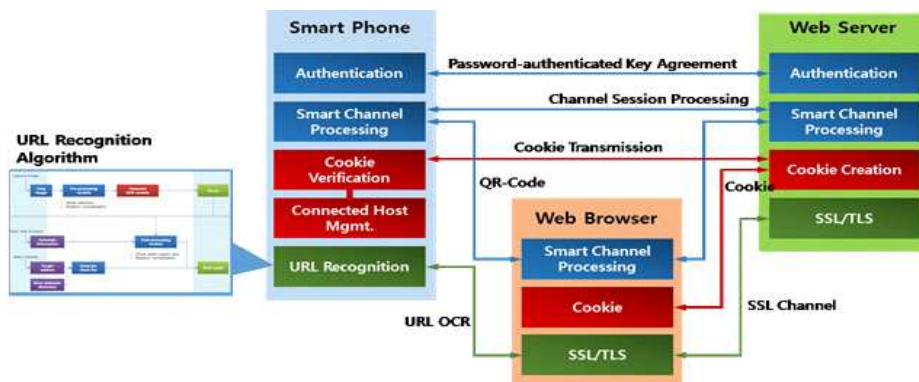 Smart Phone
Web Server
Authentication
Password-authenticated Key Agreement
Authentication
Channel Session Processing
Smart Channel
Processing
Smart Channel
Processing
URL Recognition
Algorithm
Cookie
Verification
Cookie Transmission
Cookie Creation
QR-Code
Cookie
Connected Host
Mgmt.
Web Browser
SSL/TLS
URL Recognition
Smart Channel
Processing
Cookie
SSL Channel
URL OCR
SSL/TLS